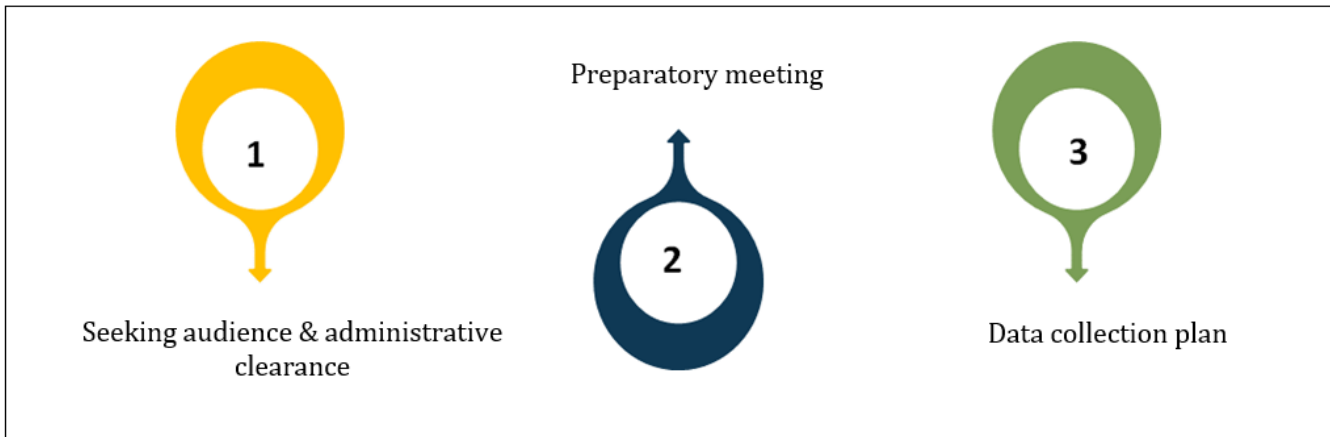 1
Seeking audience & administrative
clearance
Preparatory meeting
2
3
Data collection plan